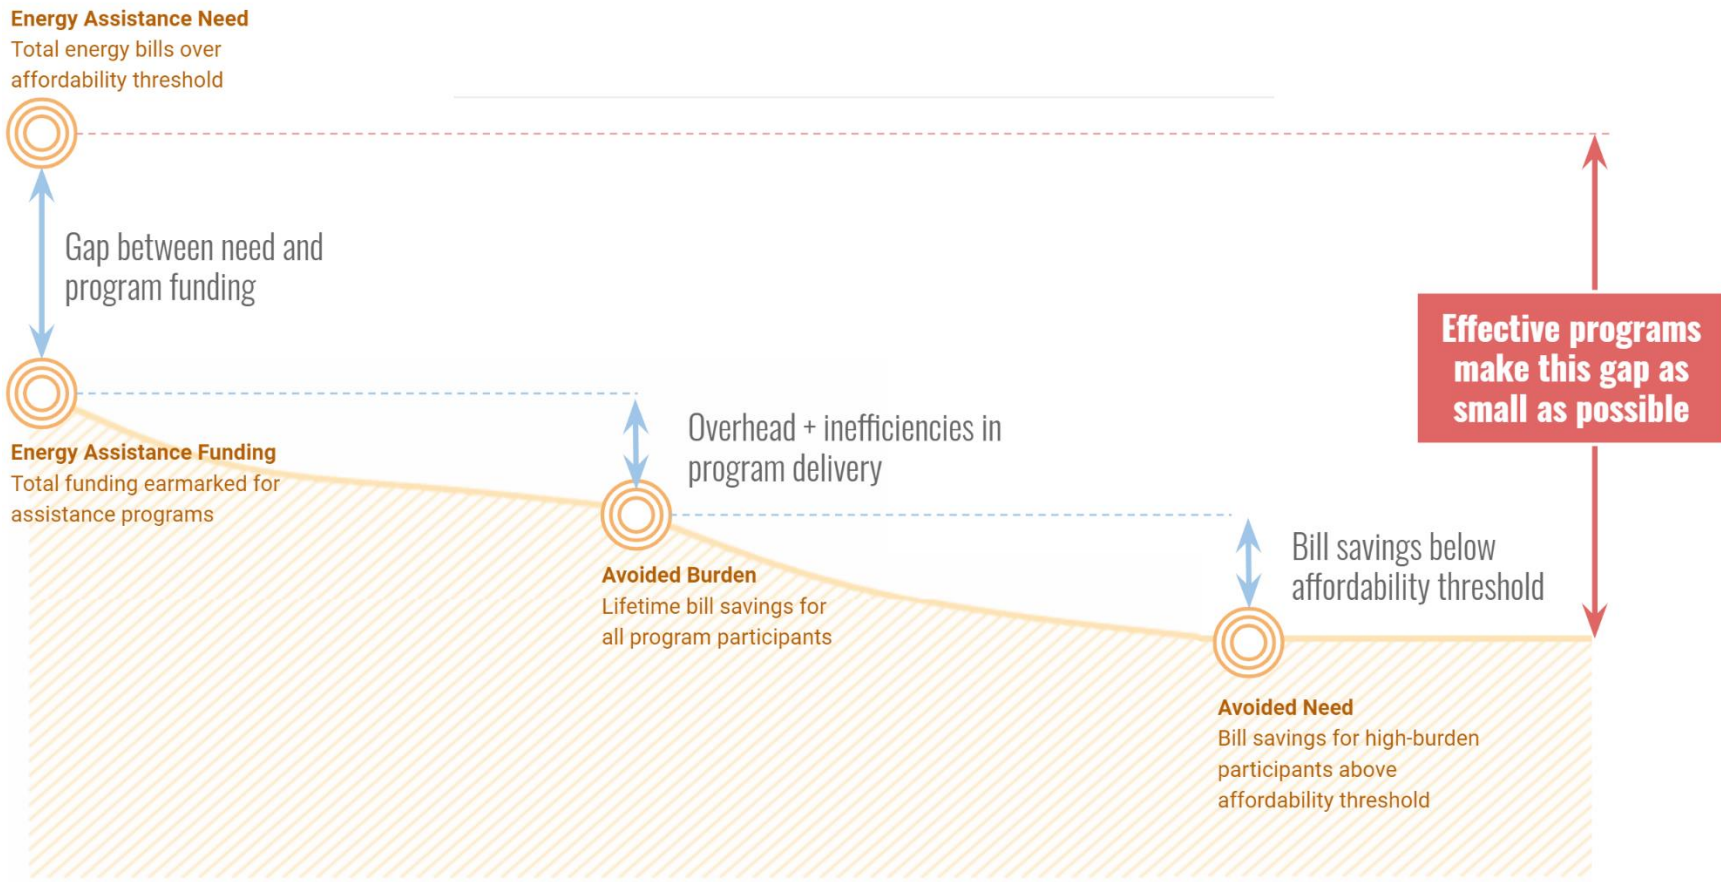 Energy Assistance Need
Total energy bills over
affordability threshold
Gap between need and
program funding
Effective programs
make this gap as
small as possible
Energy Assistance Funding
Total funding earmarked for
assistance programs
Overhead + inefficiencies in
program delivery
Avoided Burden
Lifetime bill savings for
all program participants
Bill savings below
affordability threshold
Avoided Need
Bill savings for high-burden
participants above
affordability threshold